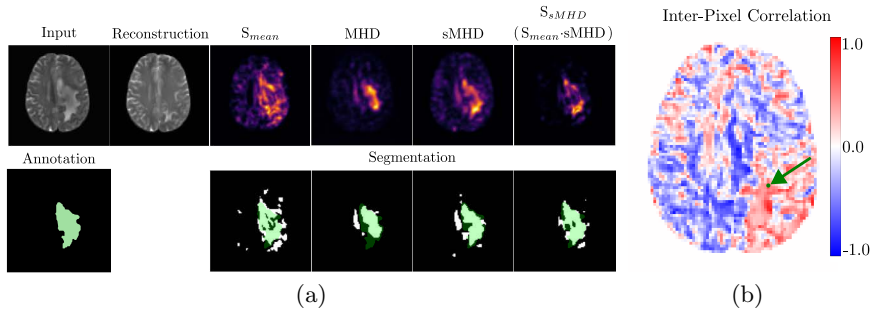 Input Reconstruction S_mean MHD sMHD S_sMHD
(S_mean·sMHD)
Annotation Segmentation
(a)
Inter-Pixel Correlation
1.0
0.0
-1.0
(b)